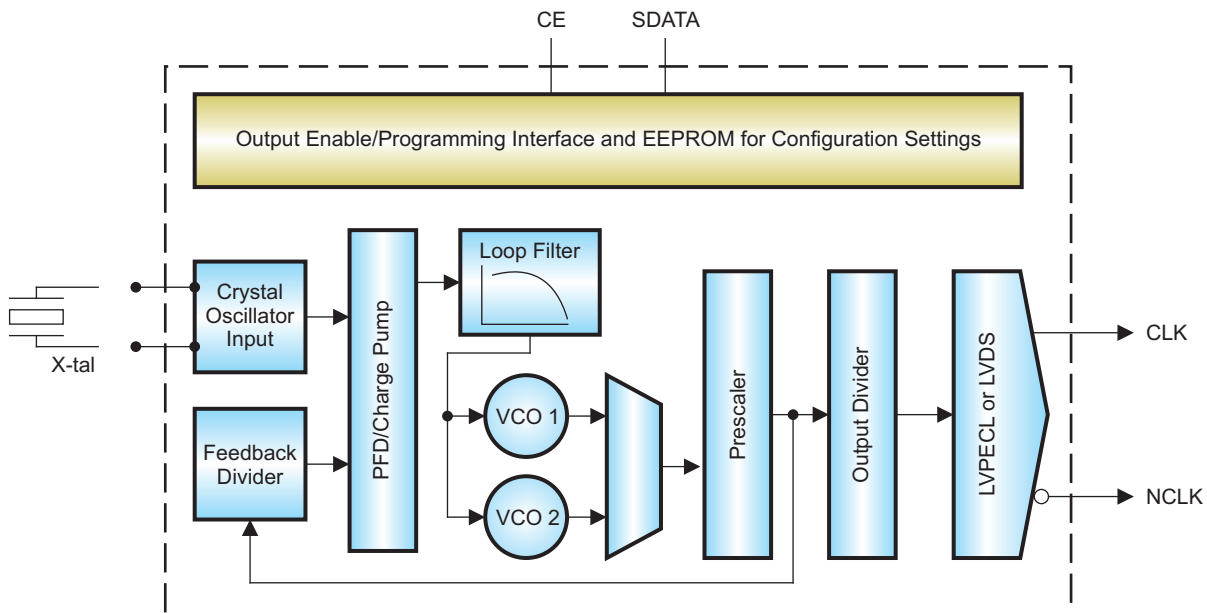 CE
SDATA
Output Enable/Programming Interface and EEPROM for Configuration Settings
X-tal
Crystal
Oscillator
Input
Feedback
Divider
PFD/Charge Pump
Loop Filter
VCO 1
VCO 2
Prescaler
Output Divider
LVPECL or LVDS
CLK
NCLK